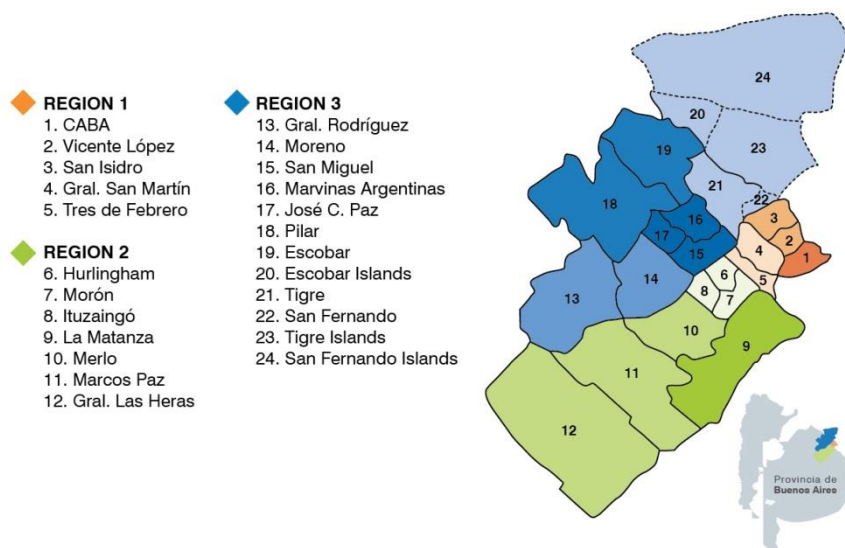 REGION 1
1. CABA
2. Vicente López
3. San Isidro
4. Gral. San Martín
5. Tres de Febrero
REGION 2
6. Hurlingham
7. Morón
8. Ituzaingó
9. La Matanza
10. Merlo
11. Marcos Paz
12. Gral. Las Heras
REGION 3
13. Gral. Rodríguez
14. Moreno
15. San Miguel
16. Marvinas Argentinas
17. José C. Paz
18. Pilar
19. Escobar
20. Escobar Islands
21. Tigre
22. San Fernando
23. Tigre Islands
24. San Fernando Islands
24
20
23
19
21
22
18
16
3
17
2
4
15
1
14
6
5
13
8
7
10
9
11
12
Provincia de
Buenos Aires